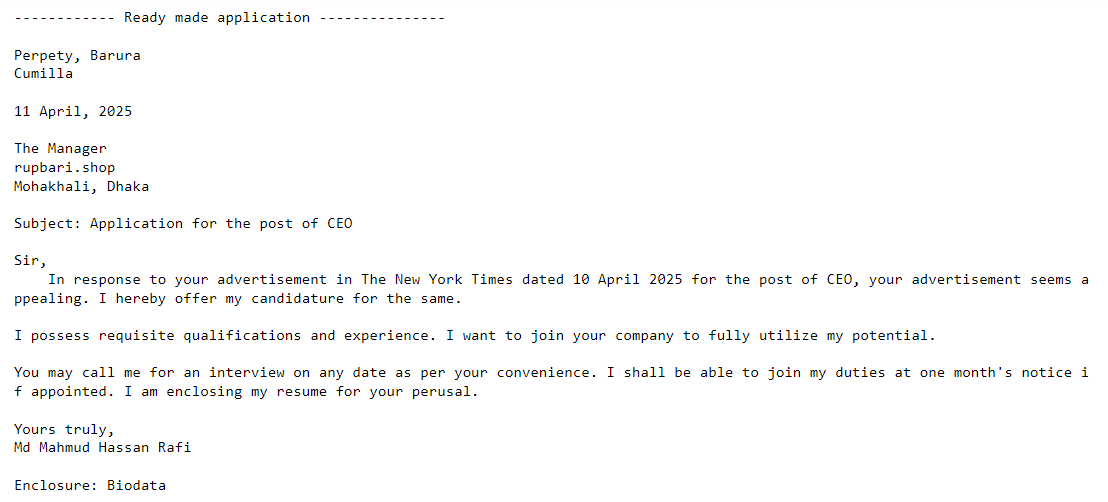 ------------ Ready made application ---------------
Perpety, Barura
Cumilla
11 April, 2025
The Manager
rupbari.shop
Mohakhali, Dhaka
Subject: Application for the post of CEO
Sir,
    In response to your advertisement in The New York Times dated 10 April 2025 for the post of CEO, your advertisement seems a
ppealing. I hereby offer my candidature for the same.
I possess requisite qualifications and experience. I want to join your company to fully utilize my potential.
You may call me for an interview on any date as per your convenience. I shall be able to join my duties at one month's notice i
f appointed. I am enclosing my resume for your perusal.
Yours truly,
Md Mahmud Hassan Rafi
Enclosure: Biodata